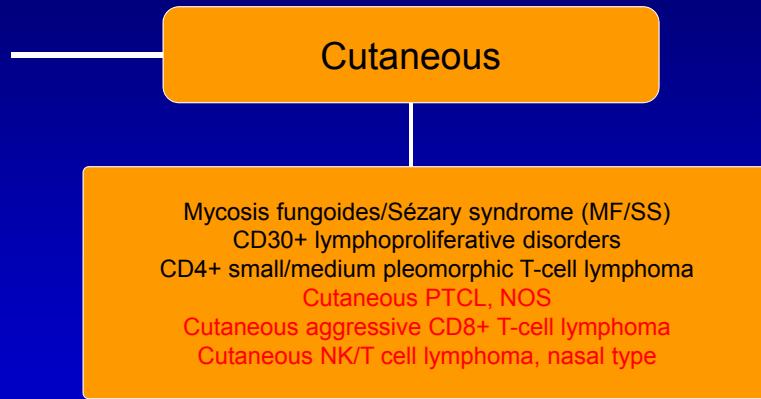 Cutaneous
Mycosis fungoides/Sézary syndrome (MF/SS)
CD30+ lymphoproliferative disorders
CD4+ small/medium pleomorphic T-cell lymphoma
Cutaneous PTCL, NOS
Cutaneous aggressive CD8+ T-cell lymphoma
Cutaneous NK/T cell lymphoma, nasal type